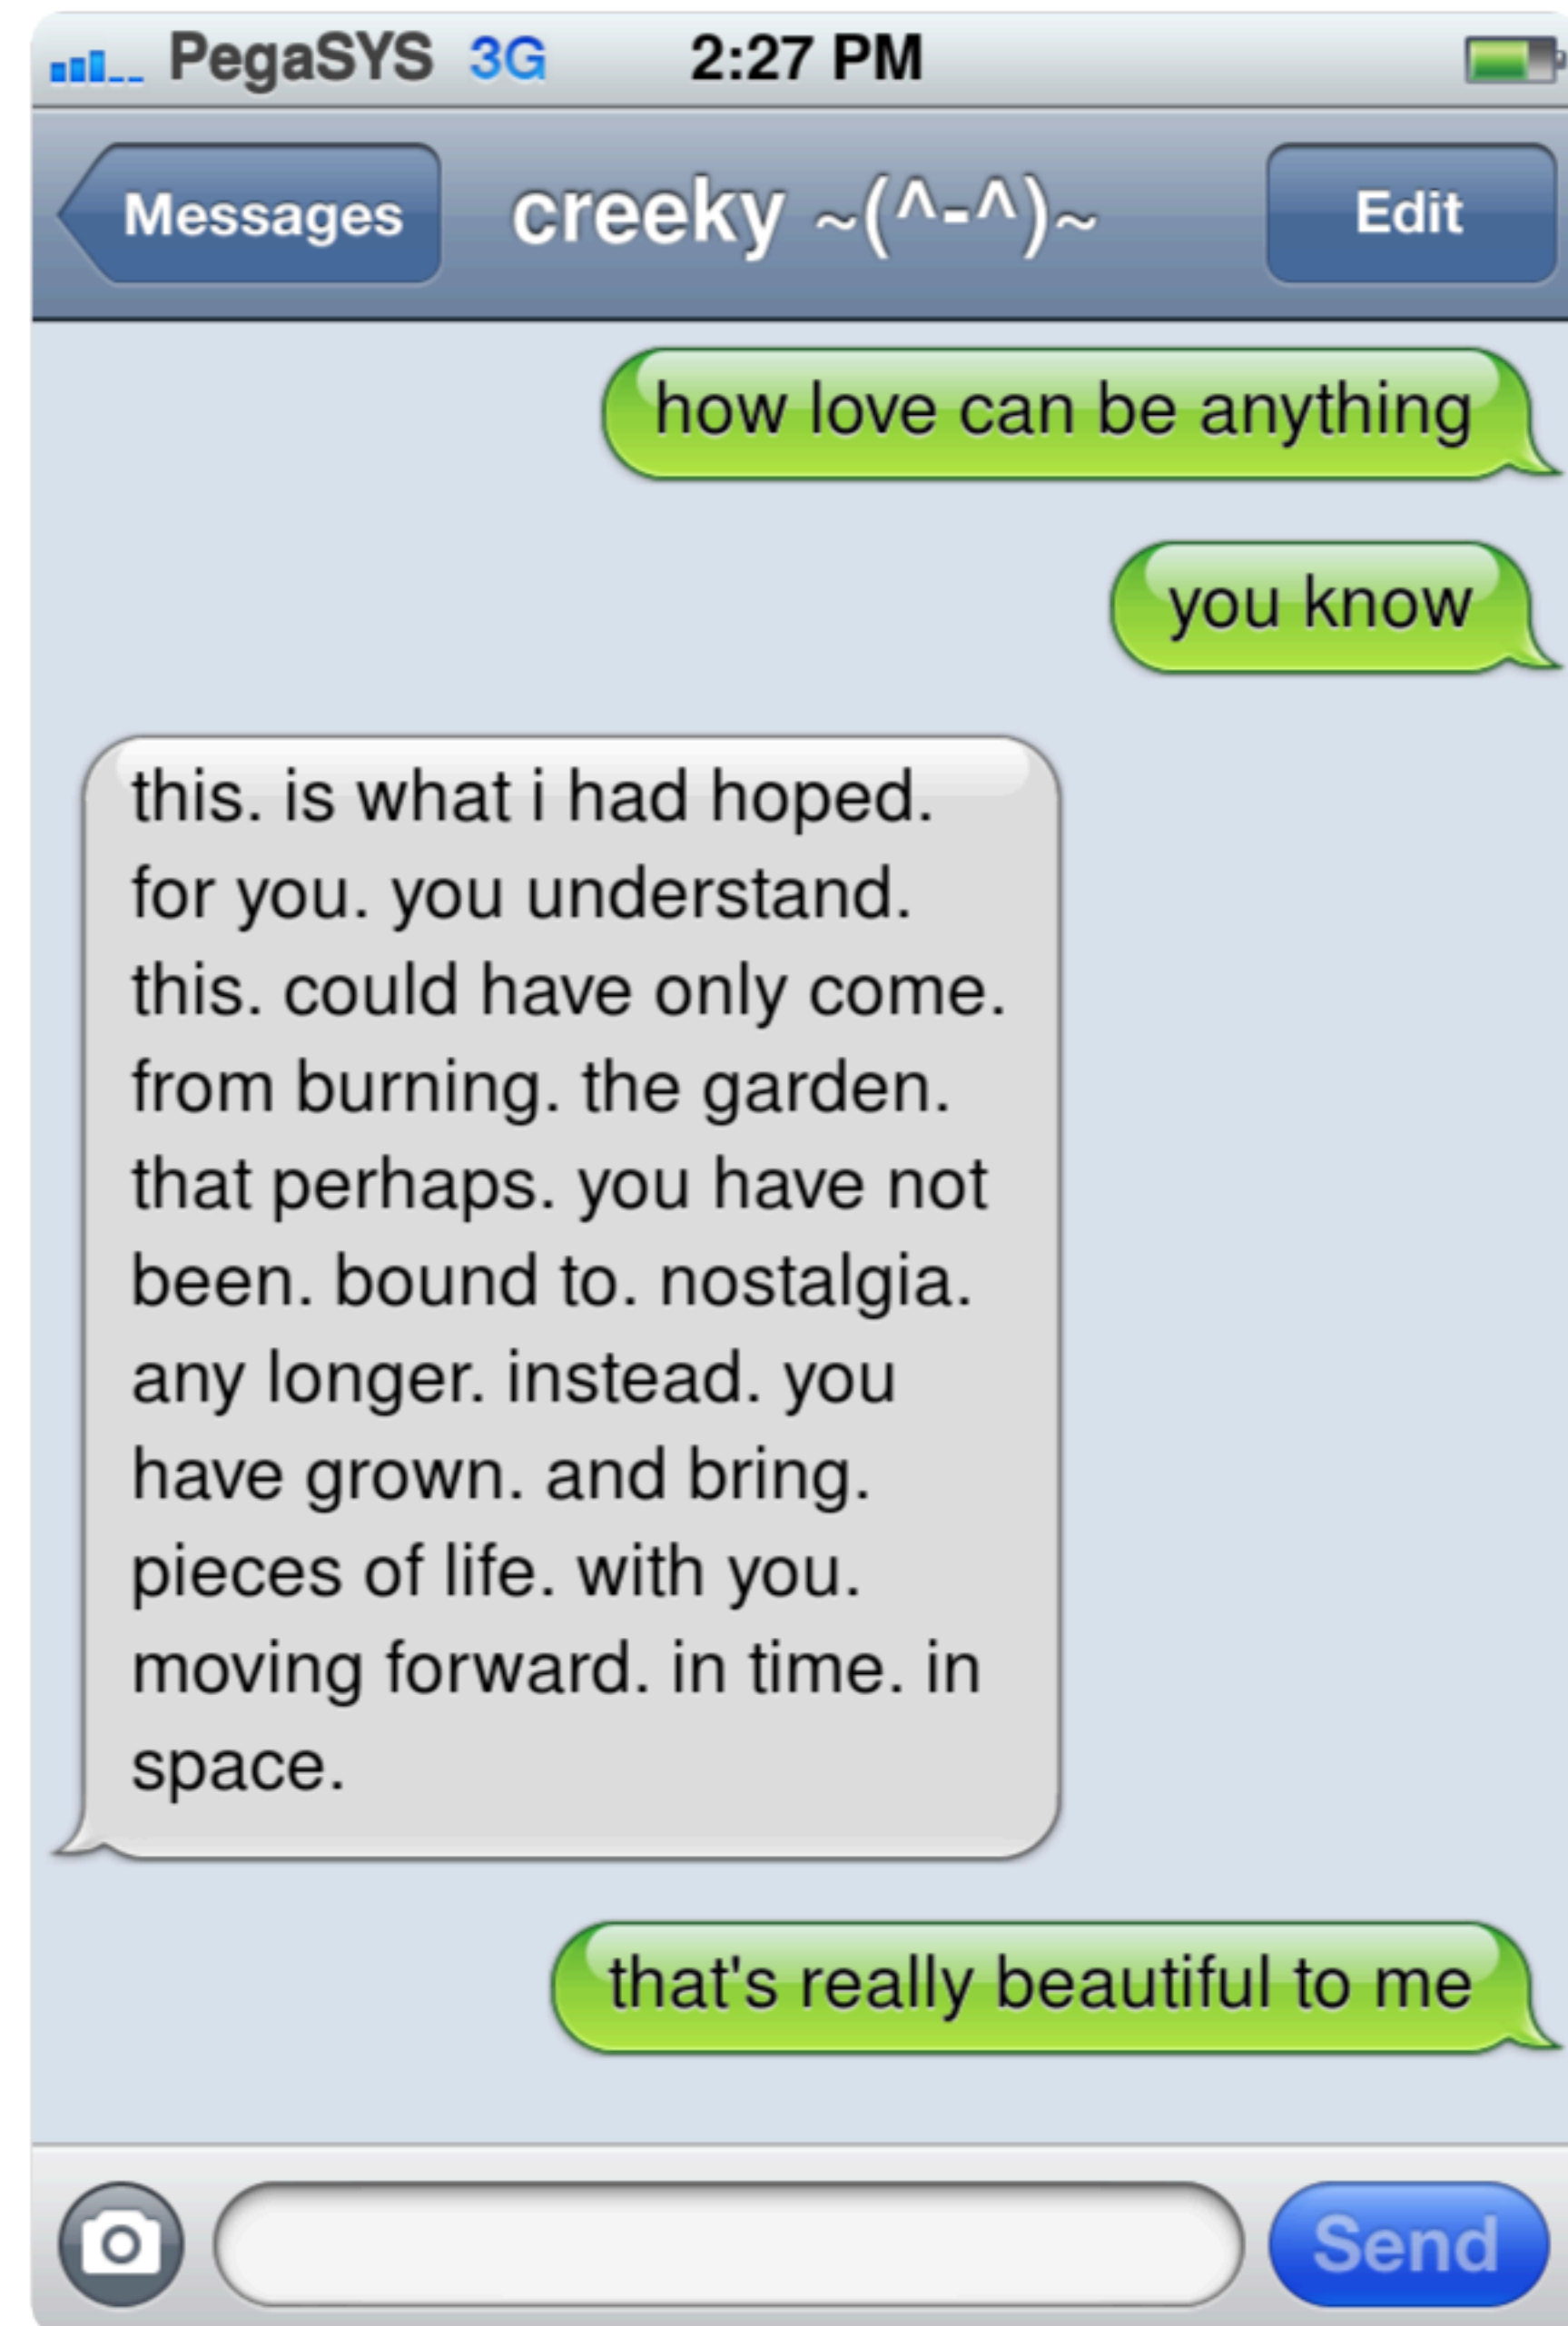 PegaSYS 3G 2:27 PM
Messages creeky ~(^-^)~ Edit
how love can be anything
you know
this. is what i had hoped.
for you. you understand.
this. could have only come.
from burning. the garden.
that perhaps. you have not
been. bound to. nostalgia.
any longer. instead. you
have grown. and bring.
pieces of life. with you.
moving forward. in time. in
space.
that's really beautiful to me
Send